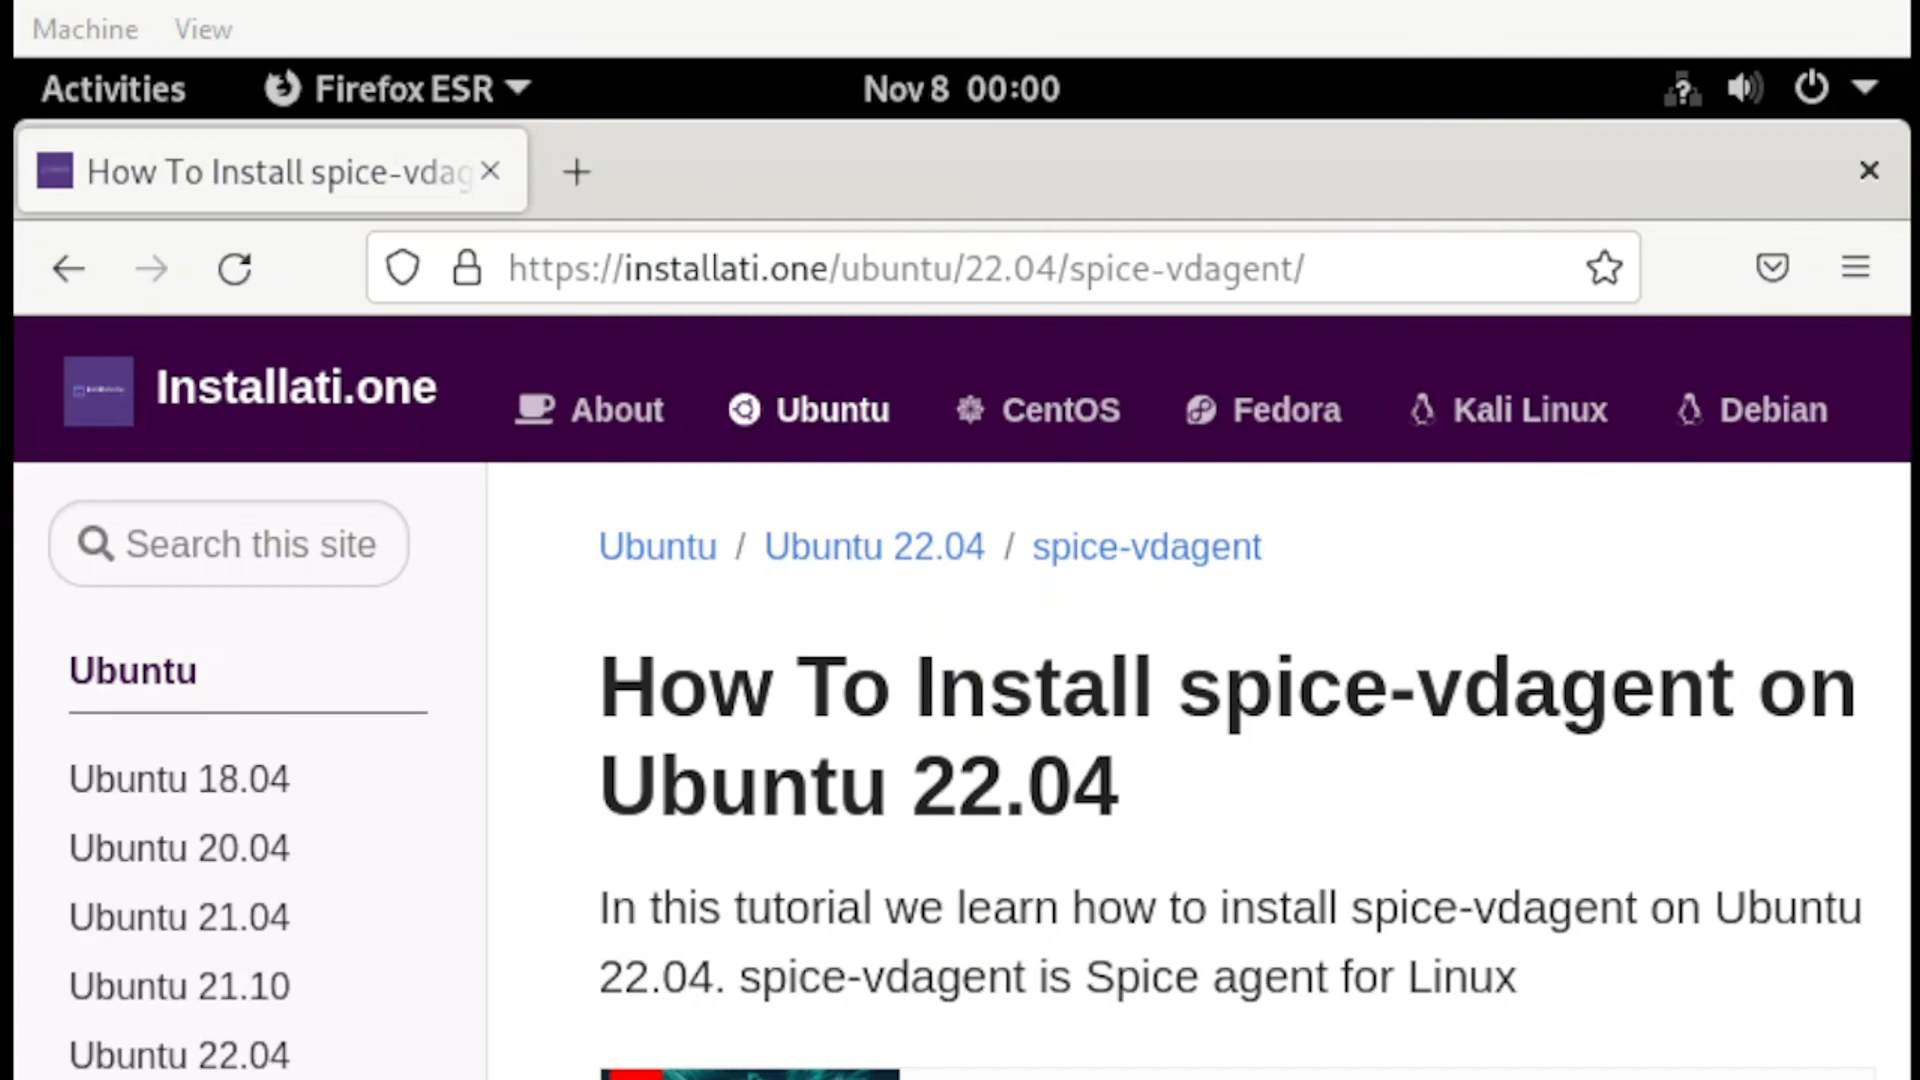 Machine View
Activities Firefox ESR Nov 8 00:00
How To Install spice-vdag
https://installati.one/ubuntu/22.04/spice-vdagent/
Installati.one About Ubuntu CentOS Fedora Kali Linux Debian
Search this site
Ubuntu / Ubuntu 22.04 / spice-vdagent
Ubuntu
Ubuntu 18.04
Ubuntu 20.04
Ubuntu 21.04
Ubuntu 21.10
Ubuntu 22.04
How To Install spice-vdagent on
Ubuntu 22.04
In this tutorial we learn how to install spice-vdagent on Ubuntu
22.04. spice-vdagent is Spice agent for Linux